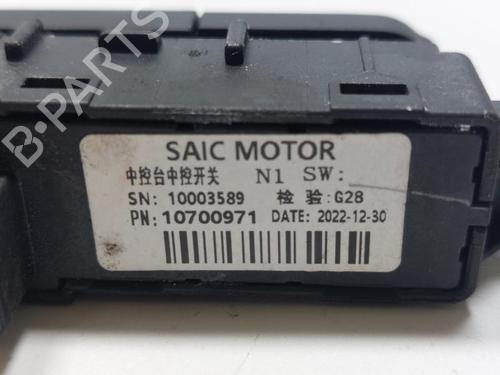 SAIC MOTOR
中控台中控开关 N1 SW:
SN: 10003589 检 验:G28
PN:10700971 DATE: 2022-12-30
B-PARTS